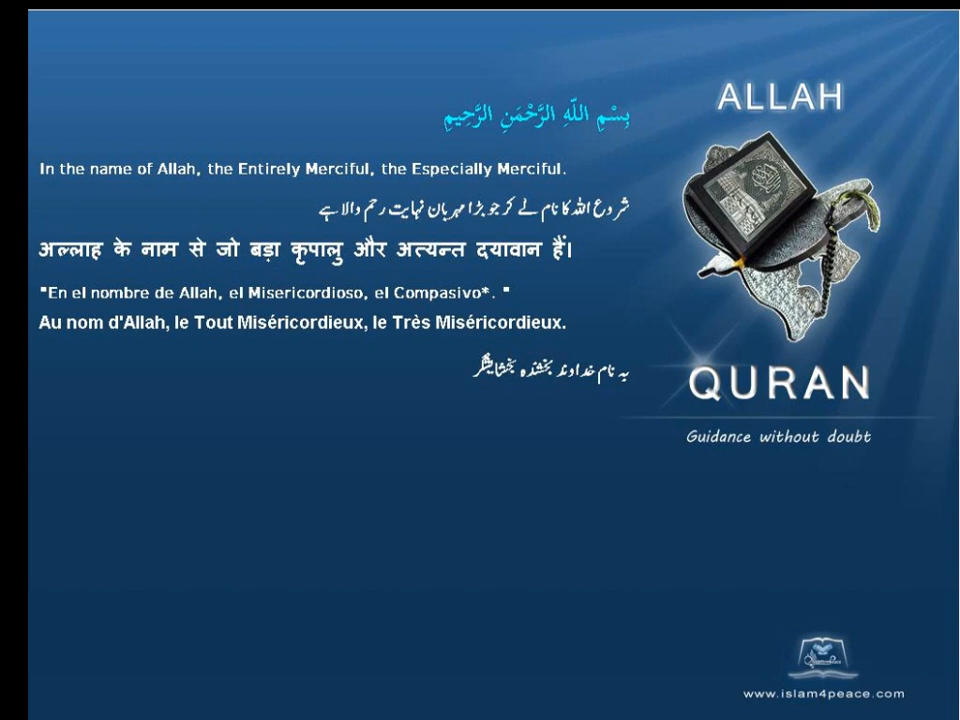 بِسْمِ اللّهِ الرَّحْمَنِ الرَّحِيمِ
In the name of Allah, the Entirely Merciful, the Especially Merciful.
شروع الله کا نام لے کر جو بڑا مہربان نہایت رحم والا ہے
अल्लाह के नाम से जो बड़ा कृपालु और अत्यन्त दयावान हैं।
"En el nombre de Allah, el Misericordioso, el Compasivo*. "
Au nom d'Allah, le Tout Miséricordieux, le Très Miséricordieux.
به نام خداوند بخشنده بخشایشگر
ALLAH
QURAN
Guidance without doubt
www.islam4peace.com